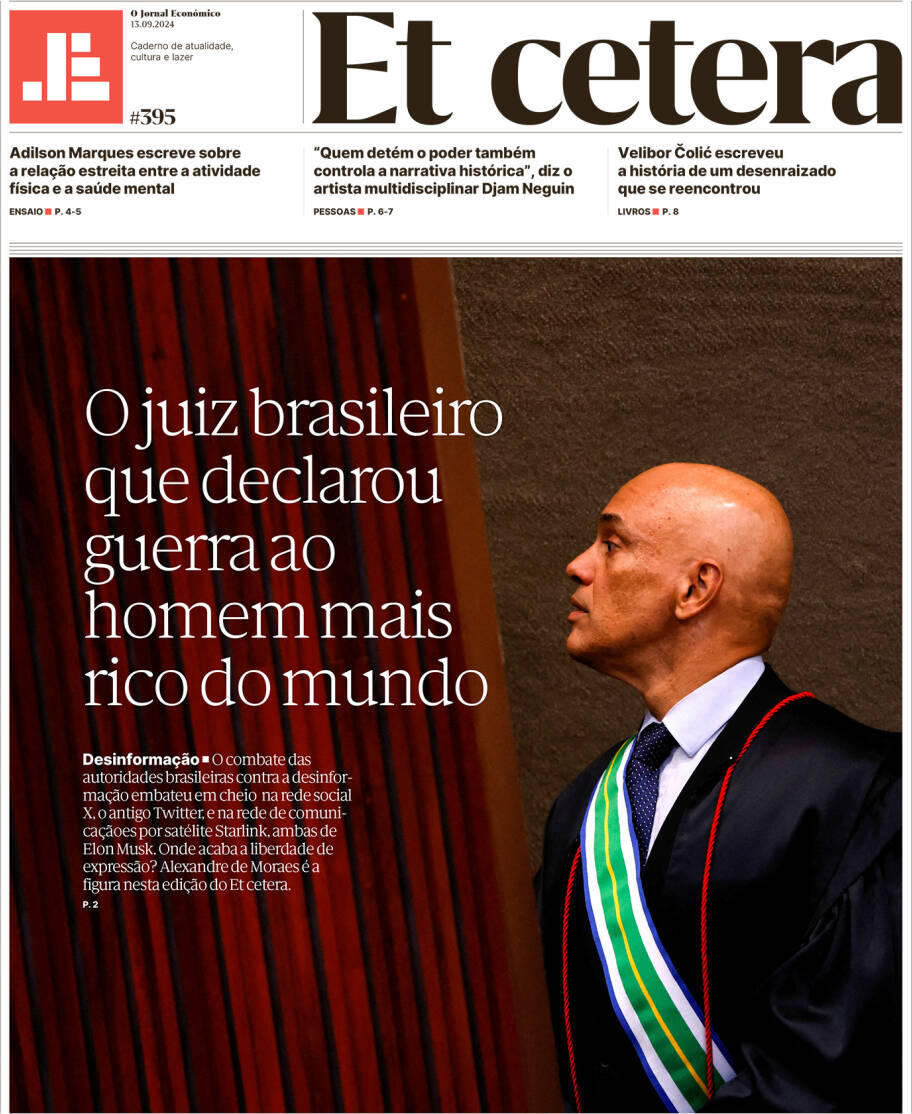 O Jornal Económico
13.09.2024
Caderno de atualidade,
cultura e lazer
#395
Et cetera
Adilson Marques escreve sobre
a relação estreita entre a atividade
física e a saúde mental
ENSAIO ■ P. 4-5
“Quem detém o poder também
controla a narrativa histórica”, diz o
artista multidisciplinar Djam Neguin
PESSOAS ■ P. 6-7
Velibor Čolić escreveu
a história de um desenraizado
que se reencontrou
LIVROS ■ P. 8
O juiz brasileiro
que declarou
guerra ao
homem mais
rico do mundo
Desinformação ■ O combate das
autoridades brasileiras contra a desinfor-
mação embateu em cheio na rede social
X, o antigo Twitter, e na rede de comuni-
caçãoes por satélite Starlink, ambas de
Elon Musk. Onde acaba a liberdade de
expressão? Alexandre de Moraes é a
figura nesta edição do Et cetera.
P. 2